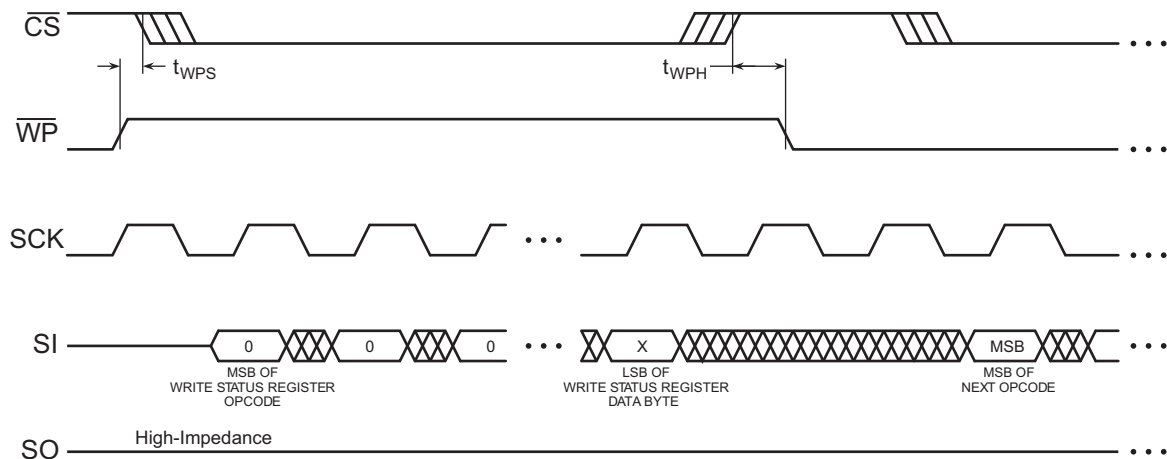 CS
tWPS
tWPH
WP
SCK
SI
0
0
0
X
MSB
MSB OF
WRITE STATUS REGISTER
OPCODE
LSB OF
WRITE STATUS REGISTER
DATA BYTE
MSB OF
NEXT OPCODE
High-Impedance
SO